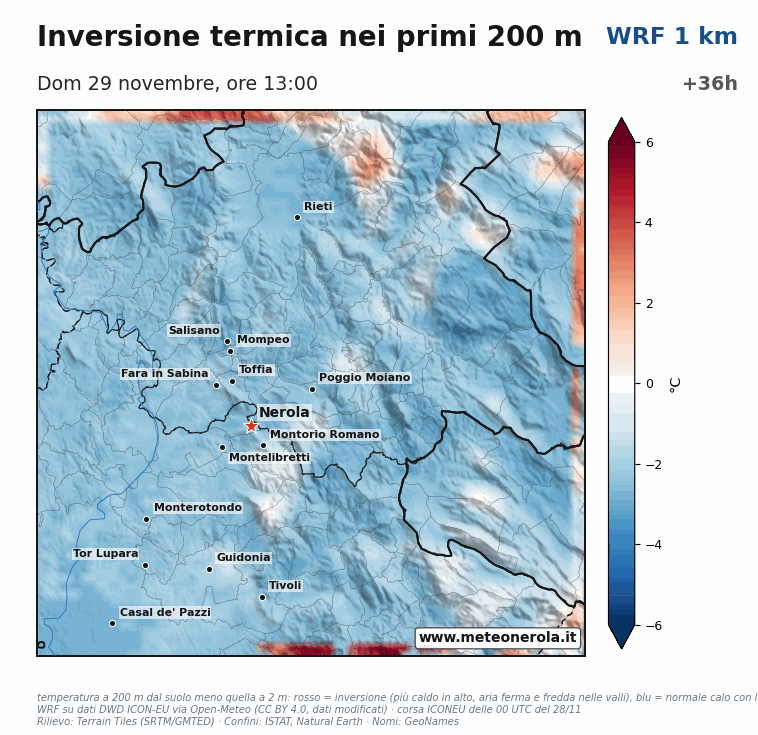 Inversione termica nei primi 200 m WRF 1 km
Dom 29 novembre, ore 13:00 +36h
Rieti
Salisano
Mompeo
Fara in Sabina
Toffia
Poggio Moiano
Nerola
Montorio Romano
Montelibretti
Monterotondo
Tor Lupara
Guidonia
Tivoli
Casal de' Pazzi
www.meteonerola.it
6
4
2
0
−2
−4
−6
°C
temperatura a 200 m dal suolo meno quella a 2 m: rosso = inversione (più caldo in alto, aria ferma e fredda nelle valli), blu = normale calo con l
WRF su dati DWD ICON-EU via Open-Meteo (CC BY 4.0, dati modificati) · corsa ICONEU delle 00 UTC del 28/11
Rilievo: Terrain Tiles (SRTM/GMTED) · Confini: ISTAT, Natural Earth · Nomi: GeoNames